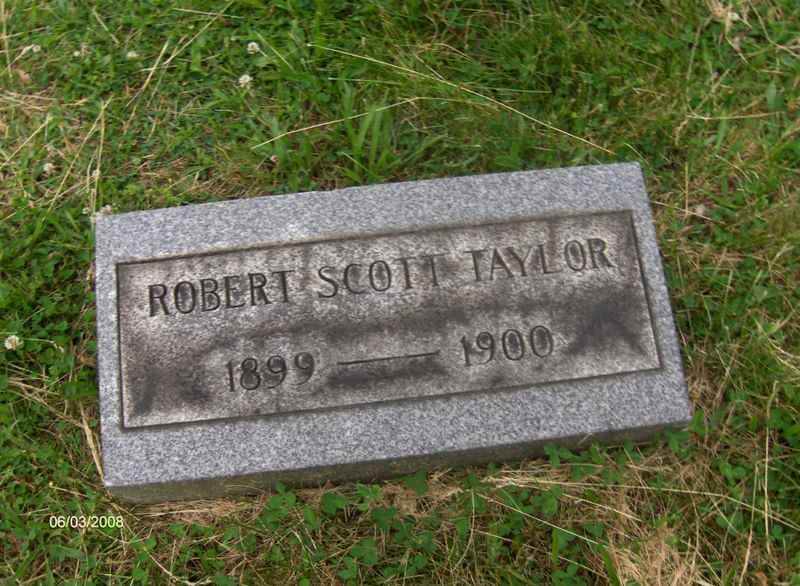 ROBERT SCOTT TAYLOR
1899 — 1900
06/03/2008